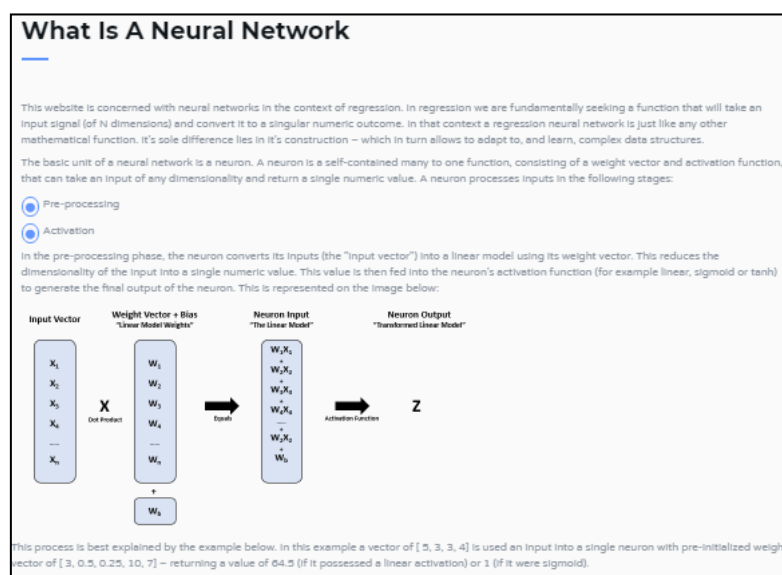 What Is A Neural Network
This website is concerned with neural networks in the context of regression. In regression we are fundamentally seeking a function that will take an
input signal (of N dimensions) and convert it to a singular numeric outcome. In that context a regression neural network is just like any other
mathematical function. It's sole difference lies in it's construction – which in turn allows to adapt to, and learn, complex data structures.
The basic unit of a neural network is a neuron. A neuron is a self-contained many to one function, consisting of a weight vector and activation function,
that can take an input of any dimensionality and return a single numeric value. A neuron processes inputs in the following stages:
Pre-processing
Activation
In the pre-processing phase, the neuron converts its inputs (the "input vector") into a linear model using its weight vector. This reduces the
dimensionality of the input into a single numeric value. This value is then fed into the neuron's activation function (for example linear, sigmoid or tanh)
to generate the final output of the neuron. This is represented on the image below:
Input Vector
X₁
X₂
X₃
X₄
....
Xₙ
X
Dot Product
Weight Vector + Bias
"Linear Model Weights"
W₁
W₂
W₃
W₄
....
Wₙ
+
W_b
Equals
Neuron Input
"The Linear Model"
W₁X₁
+
W₂X₂
+
W₃X₃
+
W₄X₄
....
+
+
W_b
Activation Function
Neuron Output
"Transformed Linear Model"
Z
This process is best explained by the example below. In this example a vector of [ 5, 3, 3, 4] is used an input into a single neuron with pre-initialized weigh
vector of [ 3, 0.5, 0.25, 10, 7] – returning a value of 64.5 (if it possessed a linear activation) or 1 (if it were sigmoid).